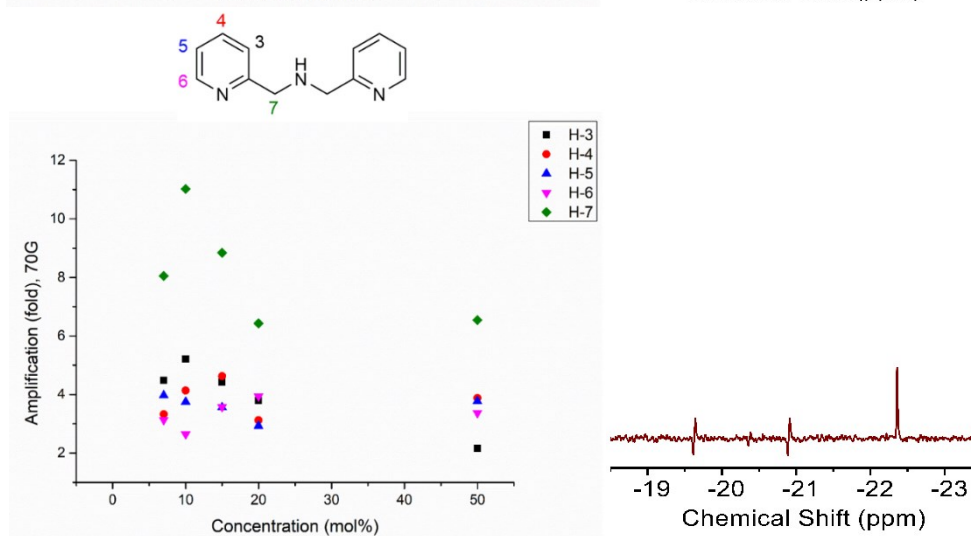 4
5
3
6
N
H
N
N
7
H-3
H-4
H-5
H-6
H-7
12
10
8
6
4
2
Amplification (fold), 70G
0
10
20
30
40
50
Concentration (mol%)
-19
-20
-21
-22
-23
Chemical Shift (ppm)